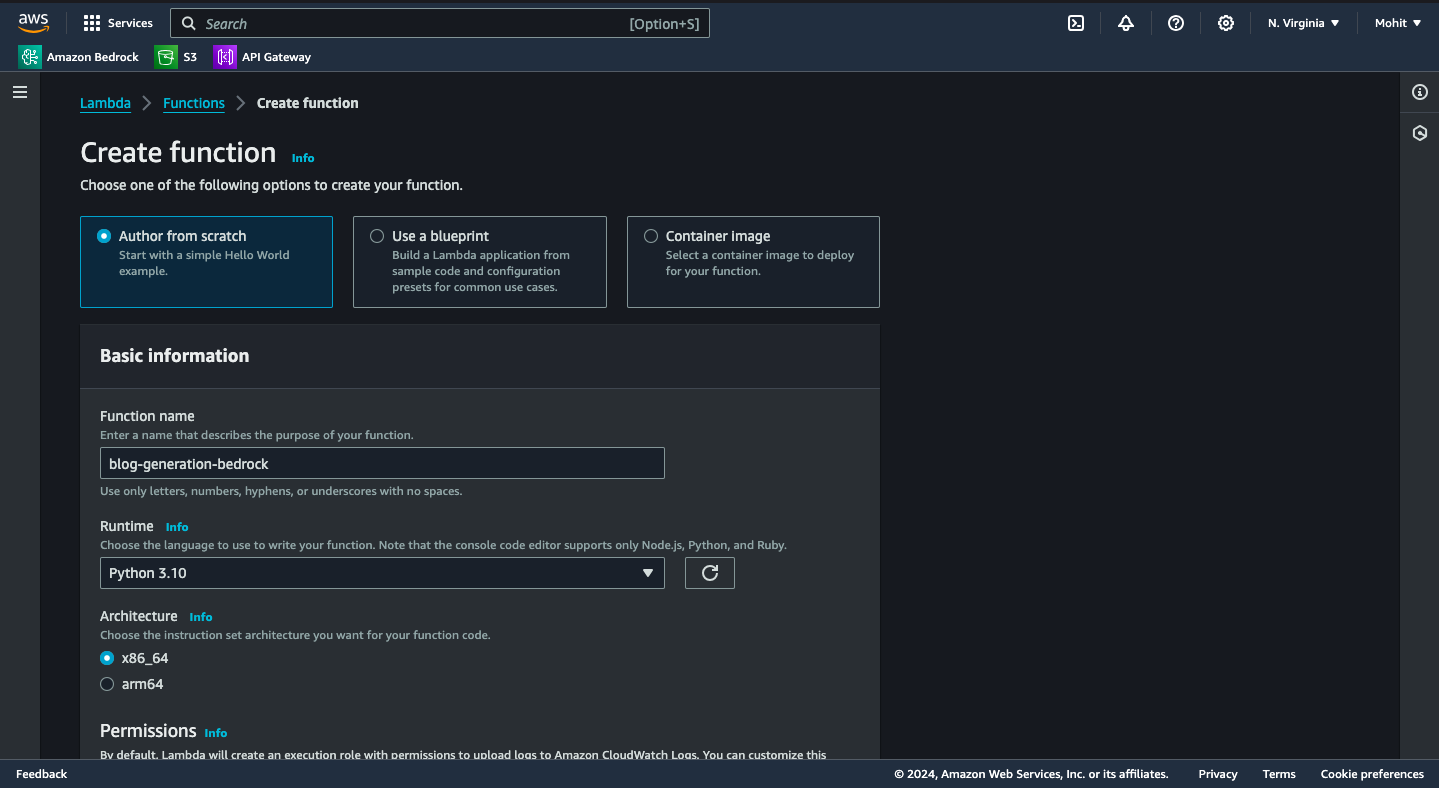 aws
Services
Search
[Option+S]
N. Virginia
Mohit
Amazon Bedrock
S3
API Gateway
Lambda
Functions
Create function
Create function
Info
Choose one of the following options to create your function.
Author from scratch
Start with a simple Hello World
example.
Use a blueprint
Build a Lambda application from
sample code and configuration
presets for common use cases.
Container image
Select a container image to deploy
for your function.
Basic information
Function name
Enter a name that describes the purpose of your function.
blog-generation-bedrock
Use only letters, numbers, hyphens, or underscores with no spaces.
Runtime Info
Choose the language to use to write your function. Note that the console code editor supports only Node.js, Python, and Ruby.
Python 3.10
Architecture Info
Choose the instruction set architecture you want for your function code.
x86_64
arm64
Permissions Info
By default, Lambda will create an execution role with permissions to upload logs to Amazon CloudWatch Logs. You can customize this
Feedback
© 2024, Amazon Web Services, Inc. or its affiliates.
Privacy
Terms
Cookie preferences